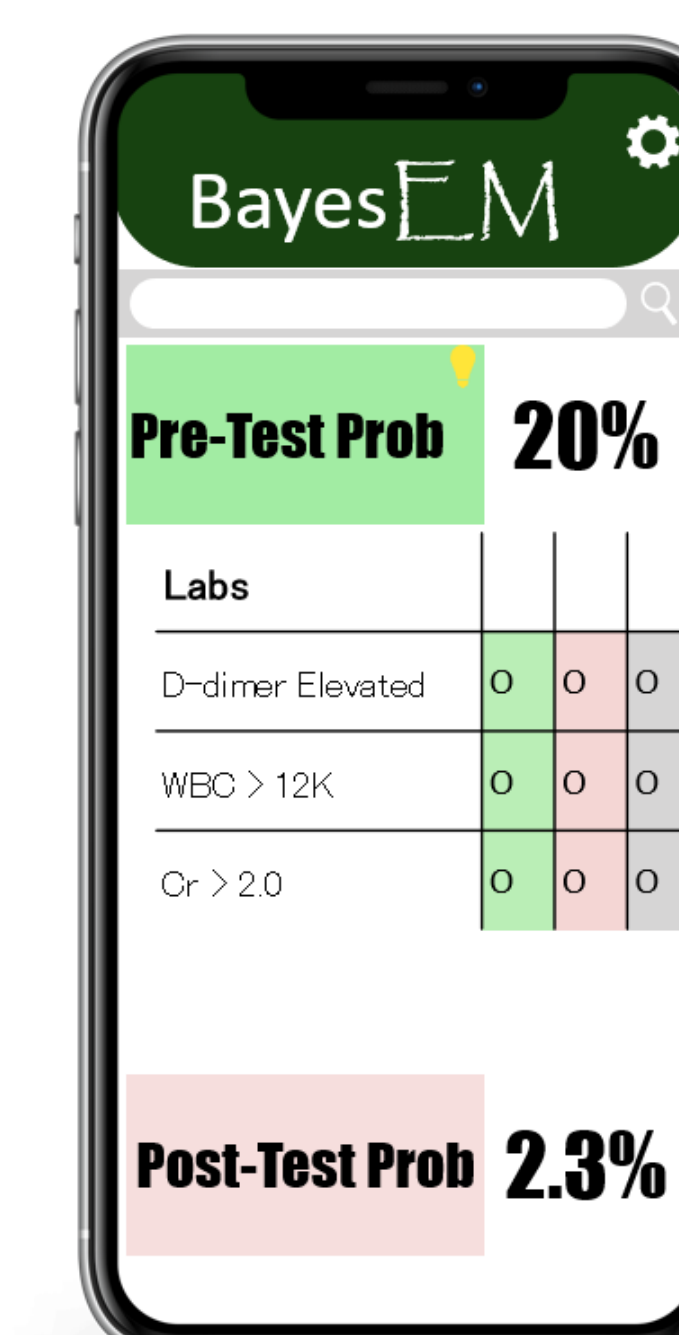 BayesEM
Pre-Test Prob 20%
Labs
D-dimer Elevated O O O
WBC > 12K O O O
Cr > 2.0 O O O
Post-Test Prob 2.3%